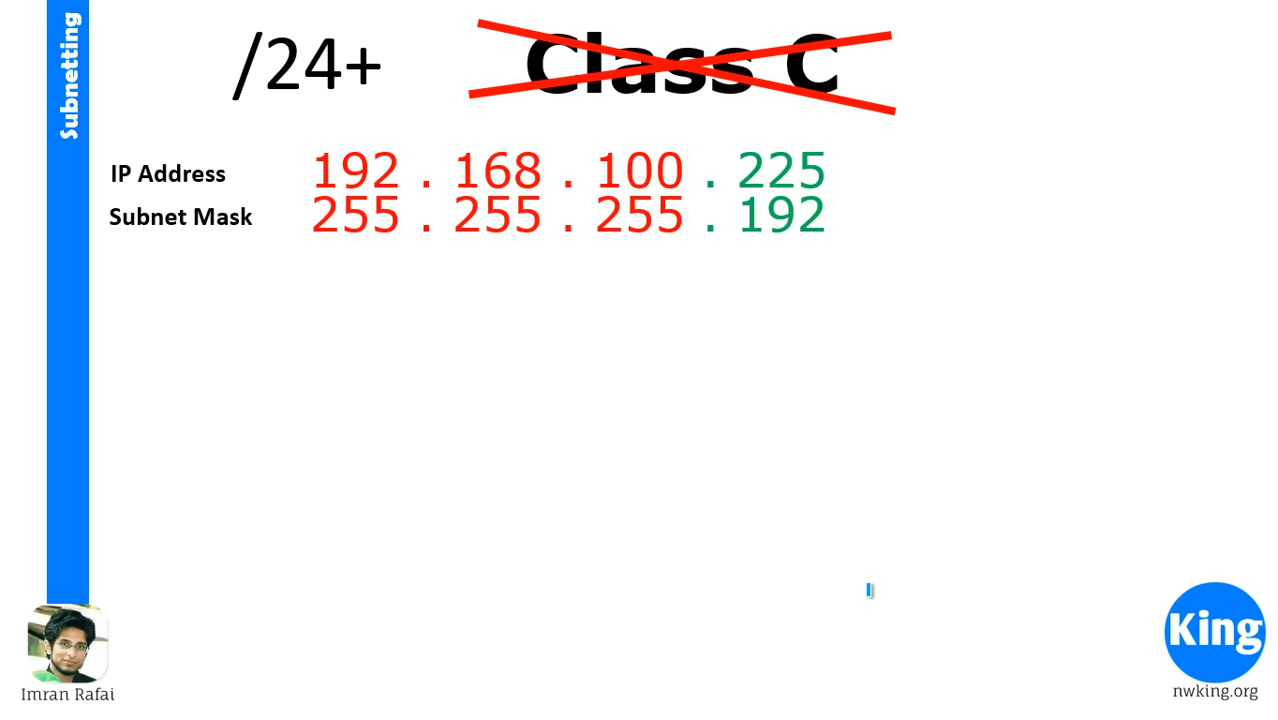 Subnetting
/24+ Class C
IP Address 192 . 168 . 100 . 225
Subnet Mask 255 . 255 . 255 . 192
Imran Rafai
King
nwking.org